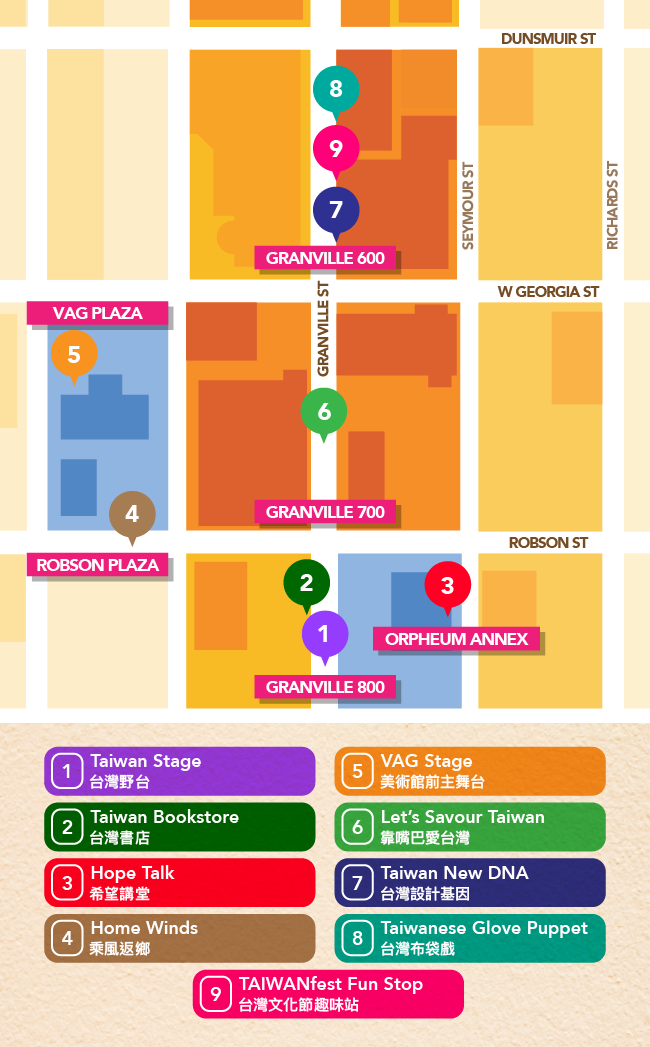 DUNSMUIR ST
8
9
7
SEYMOUR ST
RICHARDS ST
GRANVILLE 600
GRANVILLE ST
W GEORGIA ST
VAG PLAZA
5
6
4
GRANVILLE 700
ROBSON ST
ROBSON PLAZA
2
3
1
ORPHEUM ANNEX
GRANVILLE 800
1 Taiwan Stage
台灣野台
2 Taiwan Bookstore
台灣書店
3 Hope Talk
希望講堂
4 Home Winds
乘風返鄉
5 VAG Stage
美術館前主舞台
6 Let's Savour Taiwan
靠嘴巴愛台灣
7 Taiwan New DNA
台灣設計基因
8 Taiwanese Glove Puppet
台灣布袋戲
9 TAIWANfest Fun Stop
台灣文化節趣味站